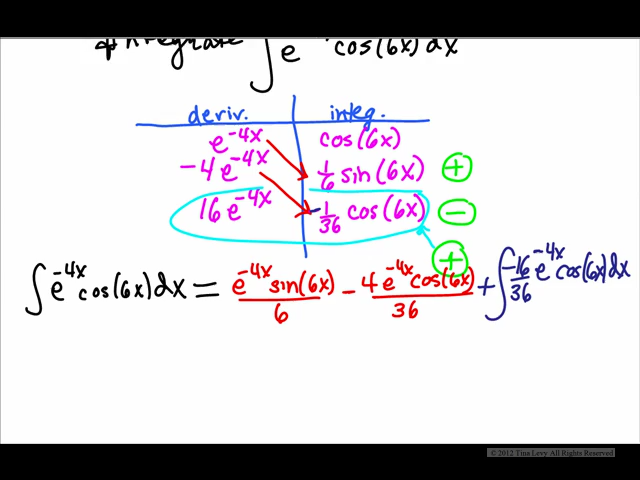 # Integrate ∫ e cos(6x) dx
deriv. integ.
e^-4x cos(6x)
-4e^-4x 1/6 sin(6x) +
16e^-4x -1/36 cos(6x) -
+
∫ e^-4x cos(6x) dx = e^-4x sin(6x)/6 - 4e^-4x cos(6x)/36 + ∫ -16/36 e^-4x cos(6x) dx
© 2012 Tina Levy All Rights Reserved